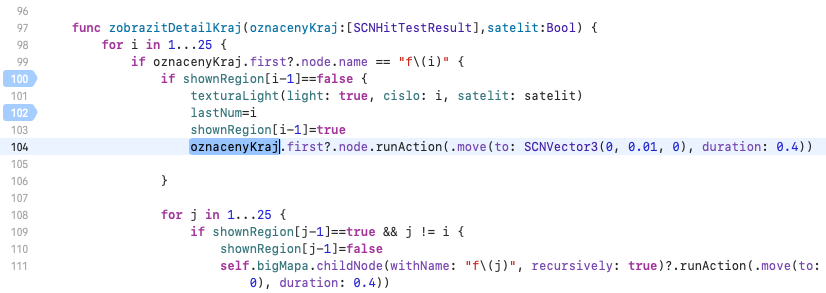 96
97 func zobrazitDetailKraj(oznacenyKraj:[SCNHitTestResult],satelit:Bool) {
98 for i in 1...25 {
99 if oznacenyKraj.first?.node.name == "f\(i)" {
100 if shownRegion[i-1]==false {
101 texturaLight(light: true, cislo: i, satelit: satelit)
102 lastNum=i
103 shownRegion[i-1]=true
104 oznacenyKraj.first?.node.runAction(.move(to: SCNVector3(0, 0.01, 0), duration: 0.4))
105
106 }
107
108 for j in 1...25 {
109 if shownRegion[j-1]==true && j != i {
110 shownRegion[j-1]=false
111 self.bigMapa.childNode(withName: "f\(j)", recursively: true)?.runAction(.move(to:
0), duration: 0.4))